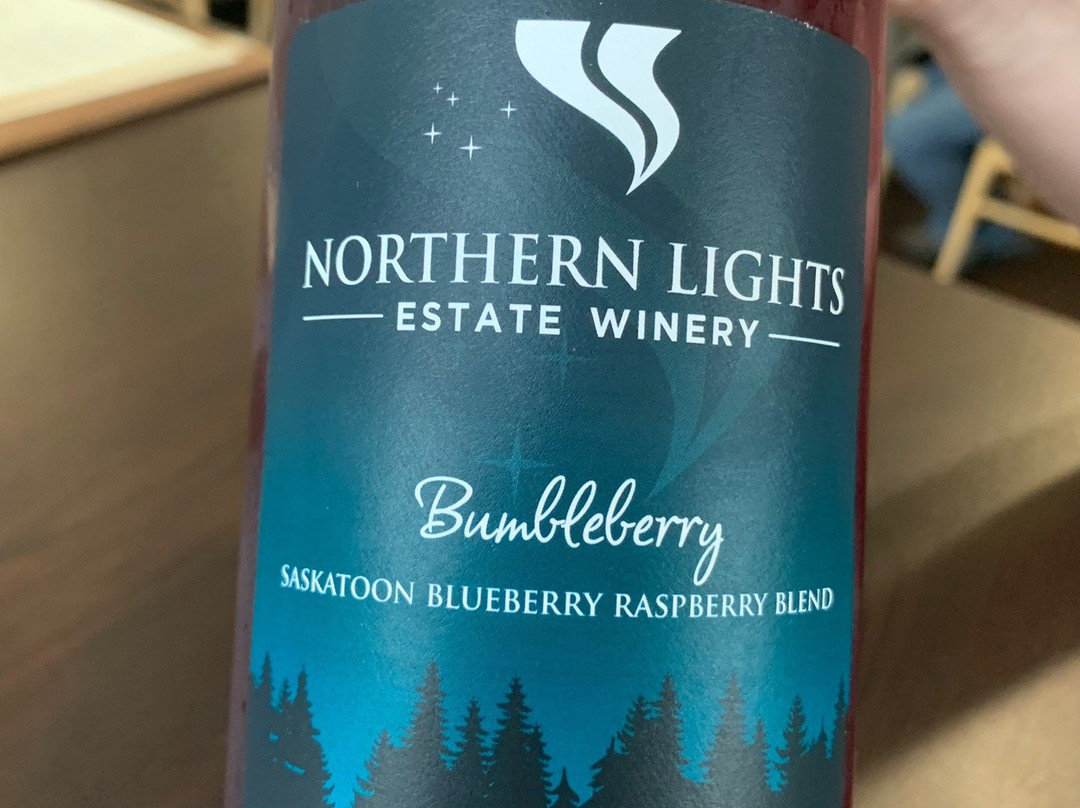 NORTHERN LIGHTS
ESTATE WINERY
Bumbleberry
SASKATOON BLUEBERRY RASPBERRY BLEND